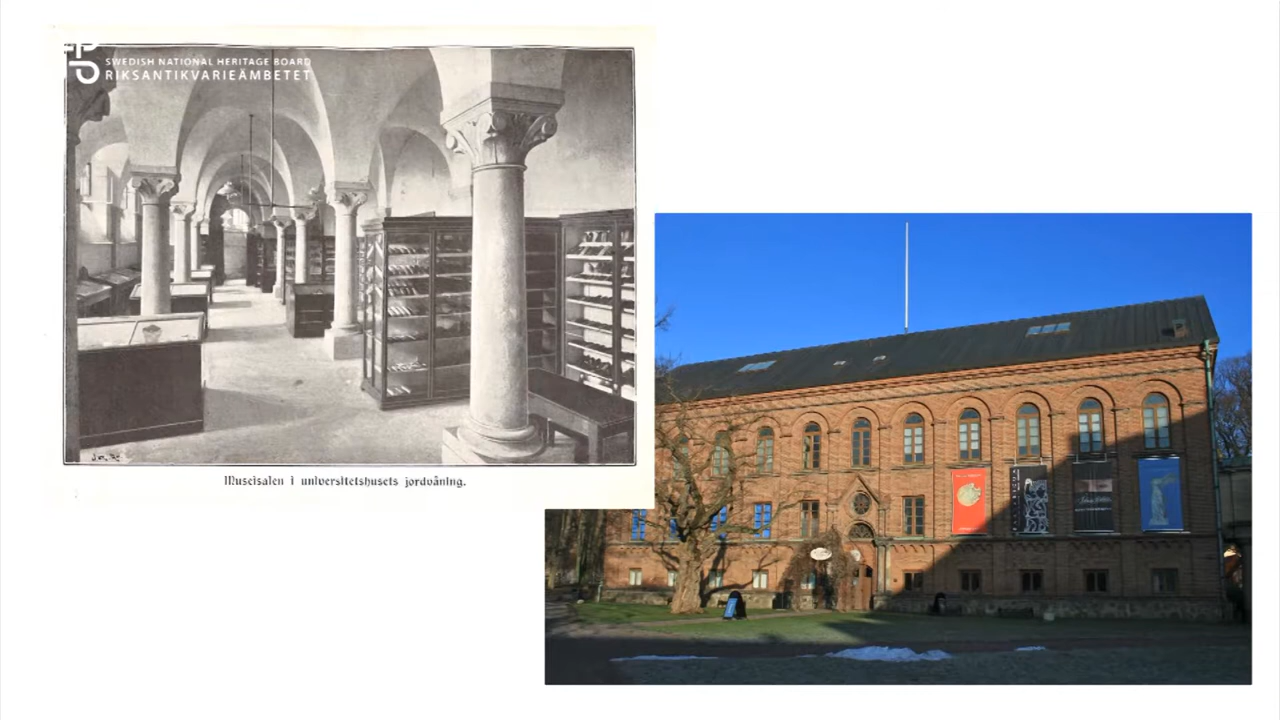 SWEDISH NATIONAL HERITAGE BOARD
RIKSANTIKVARIEÄMBETET
Museisalen i universitetshusets jordvåning.